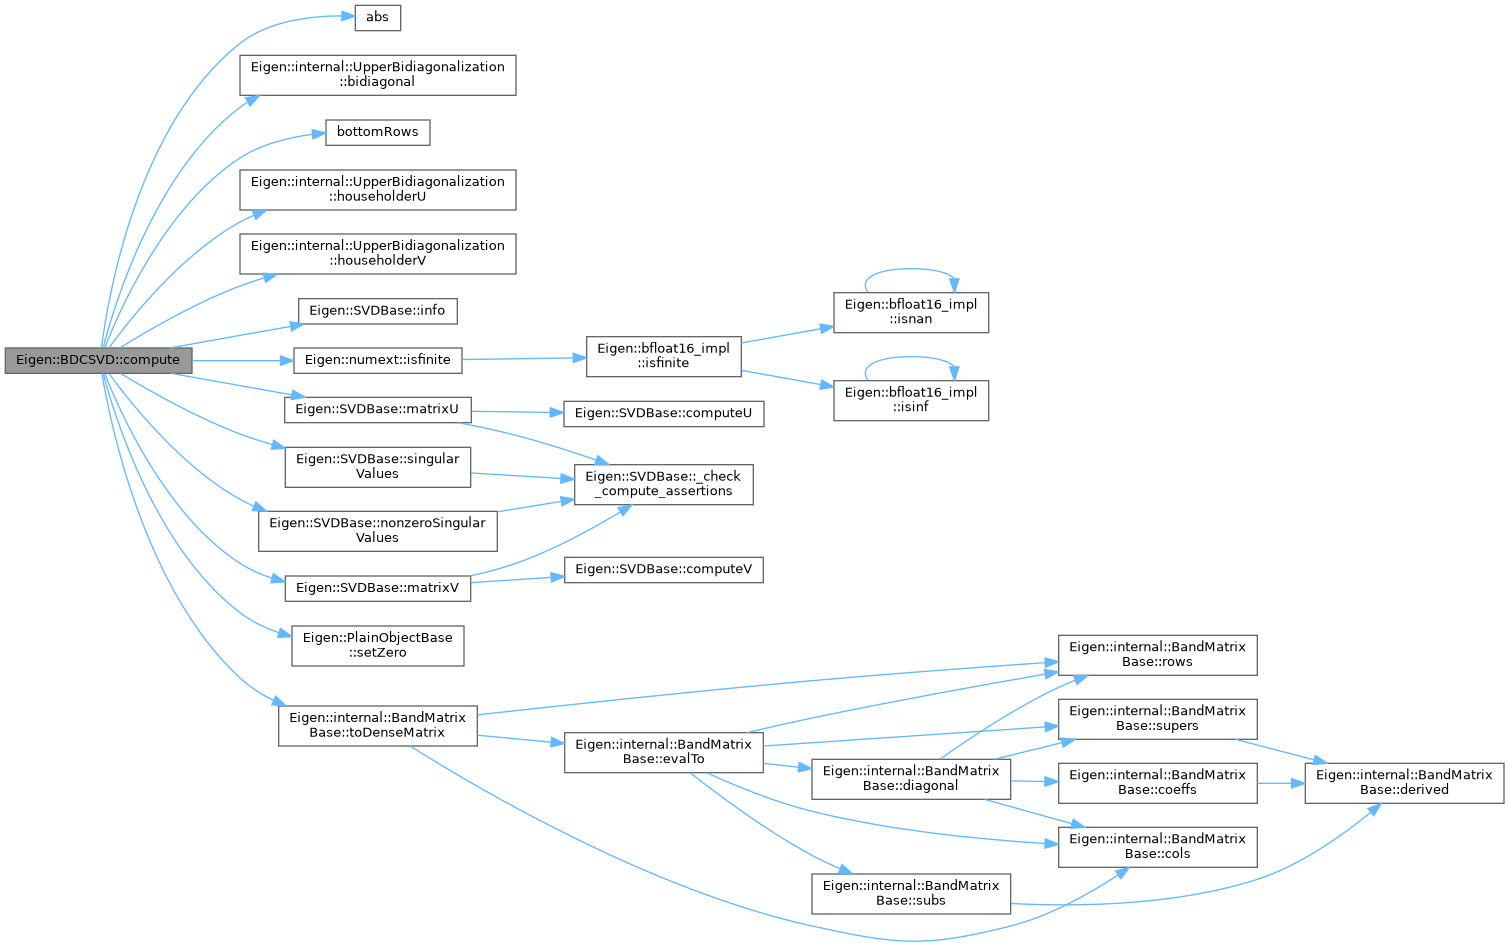 abs
Eigen::internal::UpperBidiagonalization
::bidiagonal
bottomRows
Eigen::internal::UpperBidiagonalization
::householderU
Eigen::internal::UpperBidiagonalization
::householderV
Eigen::SVDBase::info
Eigen::BDCSVD::compute
Eigen::numext::isfinite
Eigen::bfloat16_impl
::isfinite
Eigen::bfloat16_impl
::isnan
Eigen::bfloat16_impl
::isinf
Eigen::SVDBase::matrixU
Eigen::SVDBase::computeU
Eigen::SVDBase::singular
Values
Eigen::SVDBase::_check
_compute_assertions
Eigen::SVDBase::nonzeroSingular
Values
Eigen::SVDBase::matrixV
Eigen::SVDBase::computeV
Eigen::PlainObjectBase
::setZero
Eigen::internal::BandMatrix
Base::toDenseMatrix
Eigen::internal::BandMatrix
Base::evalTo
Eigen::internal::BandMatrix
Base::rows
Eigen::internal::BandMatrix
Base::supers
Eigen::internal::BandMatrix
Base::diagonal
Eigen::internal::BandMatrix
Base::coeffs
Eigen::internal::BandMatrix
Base::derived
Eigen::internal::BandMatrix
Base::cols
Eigen::internal::BandMatrix
Base::subs